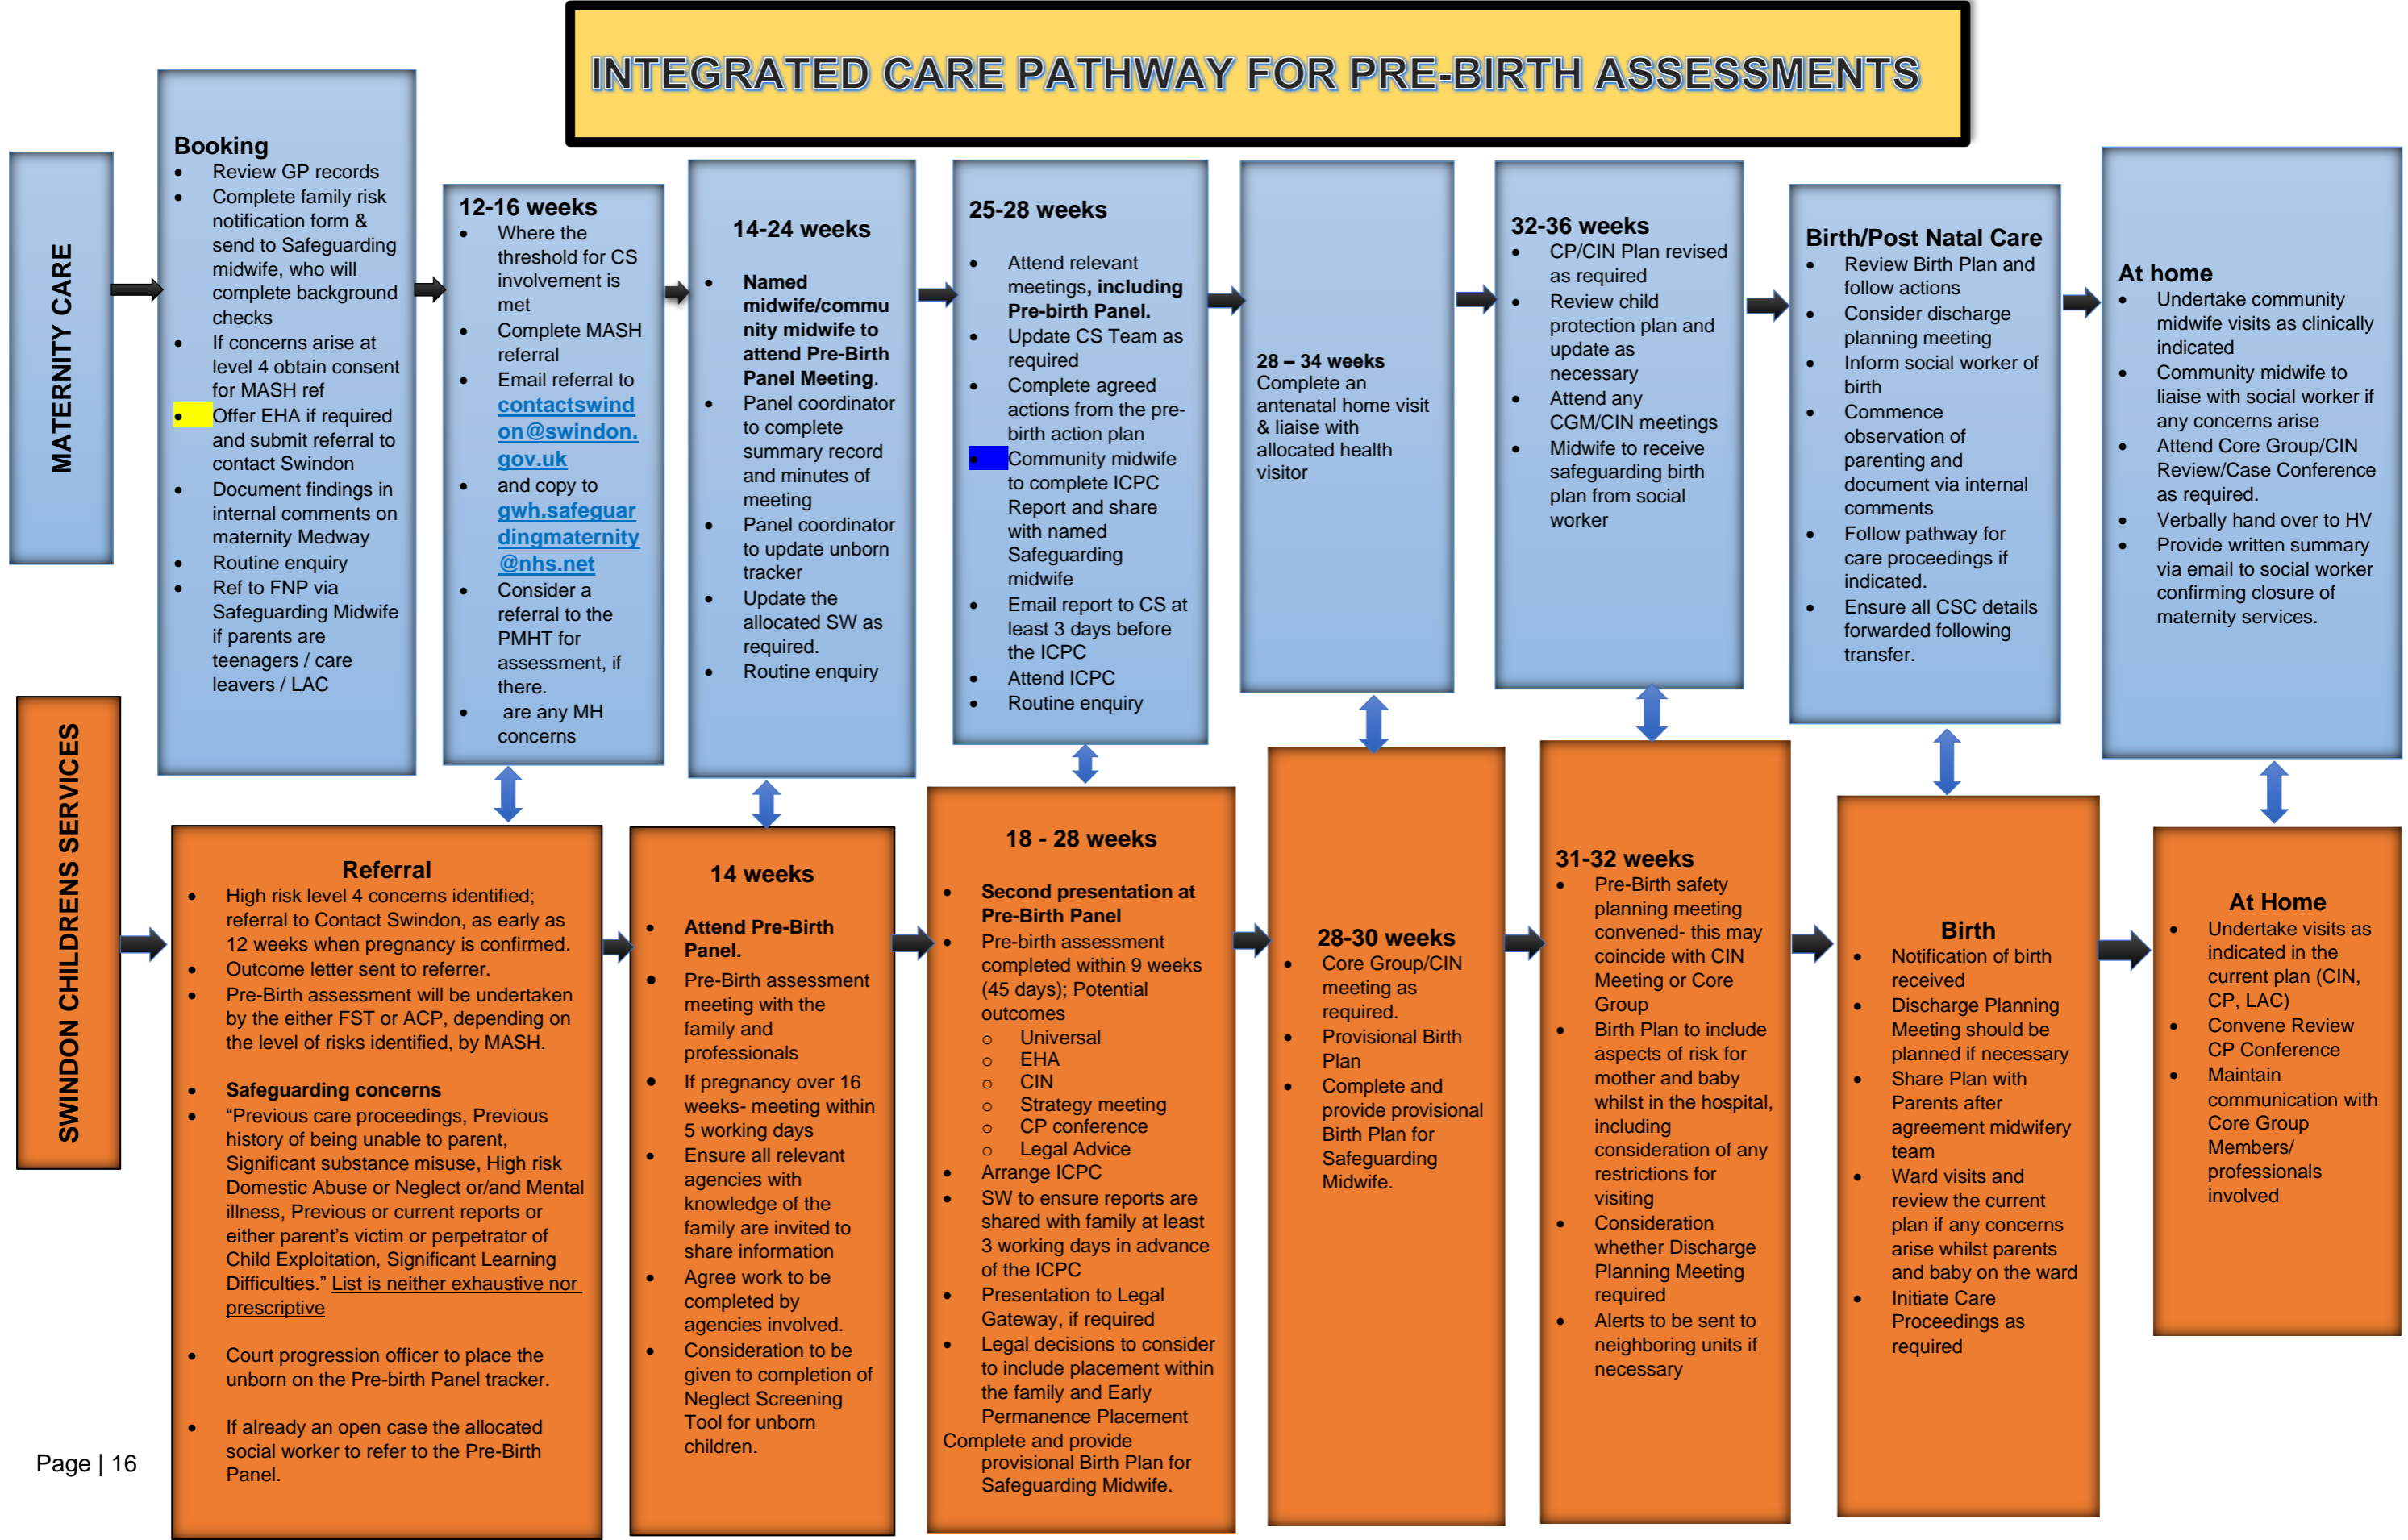 INTEGRATED CARE PATHWAY FOR PRE-BIRTH ASSESSMENTS
MATERNITY CARE
Booking
• Review GP records
• Complete family risk
notification form &
send to Safeguarding
midwife, who will
complete background
checks
• If concerns arise at
level 4 obtain consent
for MASH ref
• Offer EHA if required
and submit referral to
contact Swindon
• Document findings in
internal comments on
maternity Medway
• Routine enquiry
• Ref to FNP via
Safeguarding Midwife
if parents are
teenagers / care
leavers / LAC
12-16 weeks
• Where the
threshold for CS
involvement is
met
• Complete MASH
referral
• Email referral to
contactswind
on@swindon.
gov.uk
• and copy to
gwh.safeguar
dingmaternity
@nhs.net
• Consider a
referral to the
PMHT for
assessment, if
there.
• are any MH
concerns
14-24 weeks
• Named
midwife/commu
nity midwife to
attend Pre-Birth
Panel Meeting.
• Panel coordinator
to complete
summary record
and minutes of
meeting
• Panel coordinator
to update unborn
tracker
• Update the
allocated SW as
required.
• Routine enquiry
25-28 weeks
• Attend relevant
meetings, including
Pre-birth Panel.
• Update CS Team as
required
• Complete agreed
actions from the pre-
birth action plan
• Community midwife
to complete ICPC
Report and share
with named
Safeguarding
midwife
• Email report to CS at
least 3 days before
the ICPC
• Attend ICPC
• Routine enquiry
28 – 34 weeks
Complete an
antenatal home visit
& liaise with
allocated health
visitor
32-36 weeks
• CP/CIN Plan revised
as required
• Review child
protection plan and
update as
necessary
• Attend any
CGM/CIN meetings
• Midwife to receive
safeguarding birth
plan from social
worker
Birth/Post Natal Care
• Review Birth Plan and
follow actions
• Consider discharge
planning meeting
• Inform social worker of
birth
• Commence
observation of
parenting and
document via internal
comments
• Follow pathway for
care proceedings if
indicated.
• Ensure all CSC details
forwarded following
transfer.
At home
• Undertake community
midwife visits as clinically
indicated
• Community midwife to
liaise with social worker if
any concerns arise
• Attend Core Group/CIN
Review/Case Conference
as required.
• Verbally hand over to HV
• Provide written summary
via email to social worker
confirming closure of
maternity services.
SWINDON CHILDRENS SERVICES
Referral
• High risk level 4 concerns identified;
referral to Contact Swindon, as early as
12 weeks when pregnancy is confirmed.
• Outcome letter sent to referrer.
• Pre-Birth assessment will be undertaken
by the either FST or ACP, depending on
the level of risks identified, by MASH.
• Safeguarding concerns
• “Previous care proceedings, Previous
history of being unable to parent,
Significant substance misuse, High risk
Domestic Abuse or Neglect or/and Mental
illness, Previous or current reports or
either parent’s victim or perpetrator of
Child Exploitation, Significant Learning
Difficulties.” List is neither exhaustive nor
prescriptive
• Court progression officer to place the
unborn on the Pre-birth Panel tracker.
• If already an open case the allocated
social worker to refer to the Pre-Birth
Panel.
14 weeks
• Attend Pre-Birth
Panel.
• Pre-Birth assessment
meeting with the
family and
professionals
• If pregnancy over 16
weeks- meeting within
5 working days
• Ensure all relevant
agencies with
knowledge of the
family are invited to
share information
• Agree work to be
completed by
agencies involved.
• Consideration to be
given to completion of
Neglect Screening
Tool for unborn
children.
18 - 28 weeks
• Second presentation at
Pre-Birth Panel
• Pre-birth assessment
completed within 9 weeks
(45 days); Potential
outcomes
o Universal
o EHA
o CIN
o Strategy meeting
o CP conference
o Legal Advice
• Arrange ICPC
• SW to ensure reports are
shared with family at least
3 working days in advance
of the ICPC
• Presentation to Legal
Gateway, if required
• Legal decisions to consider
to include placement within
the family and Early
Permanence Placement
Complete and provide
provisional Birth Plan for
Safeguarding Midwife.
28-30 weeks
• Core Group/CIN
meeting as
required.
• Provisional Birth
Plan
• Complete and
provide provisional
Birth Plan for
Safeguarding
Midwife.
31-32 weeks
• Pre-Birth safety
planning meeting
convened- this may
coincide with CIN
Meeting or Core
Group
• Birth Plan to include
aspects of risk for
mother and baby
whilst in the hospital,
including
consideration of any
restrictions for
visiting
• Consideration
whether Discharge
Planning Meeting
required
• Alerts to be sent to
neighboring units if
necessary
Birth
• Notification of birth
received
• Discharge Planning
Meeting should be
planned if necessary
• Share Plan with
Parents after
agreement midwifery
team
• Ward visits and
review the current
plan if any concerns
arise whilst parents
and baby on the ward
• Initiate Care
Proceedings as
required
At Home
• Undertake visits as
indicated in the
current plan (CIN,
CP, LAC)
• Convene Review
CP Conference
• Maintain
communication with
Core Group
Members/
professionals
involved
Page | 16